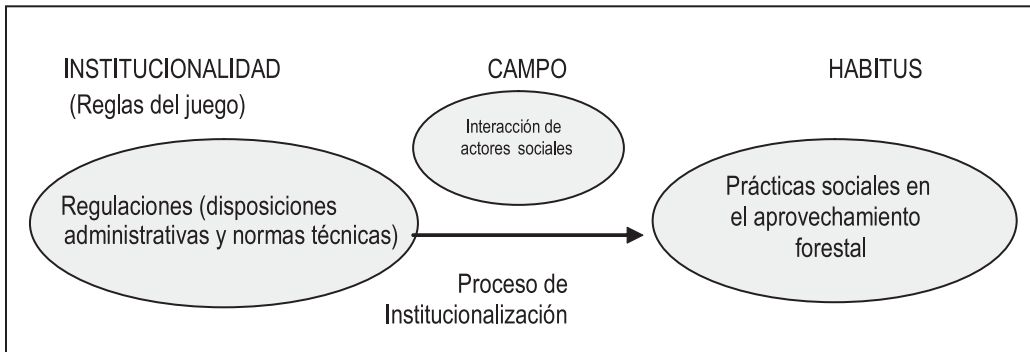 INSTITUCIONALIDAD
(Reglas del juego)
CAMPO
HABITUS
Interacción de
actores sociales
Regulaciones (disposiciones
administrativas y normas técnicas)
Prácticas sociales en
el aprovechamiento
forestal
Proceso de
Institucionalización